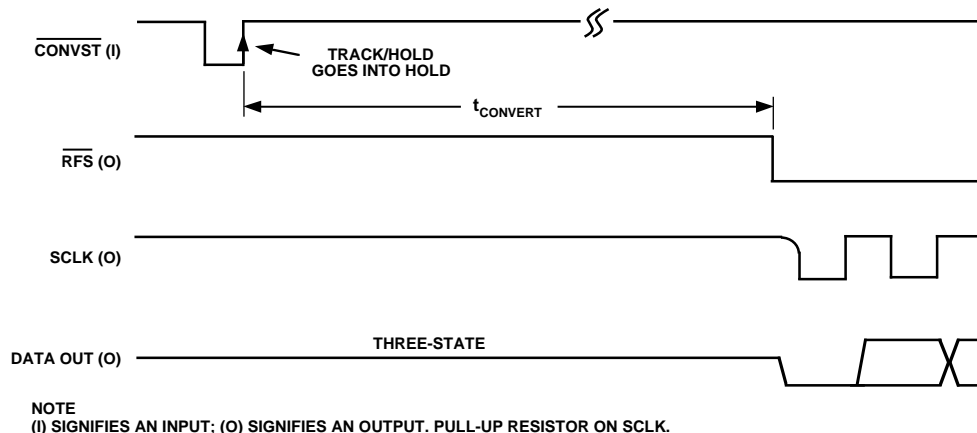 CONVST (I)
TRACK/HOLD
GOES INTO HOLD
tCONVERT
RFS (O)
SCLK (O)
THREE-STATE
DATA OUT (O)
NOTE
(I) SIGNIFIES AN INPUT; (O) SIGNIFIES AN OUTPUT. PULL-UP RESISTOR ON SCLK.